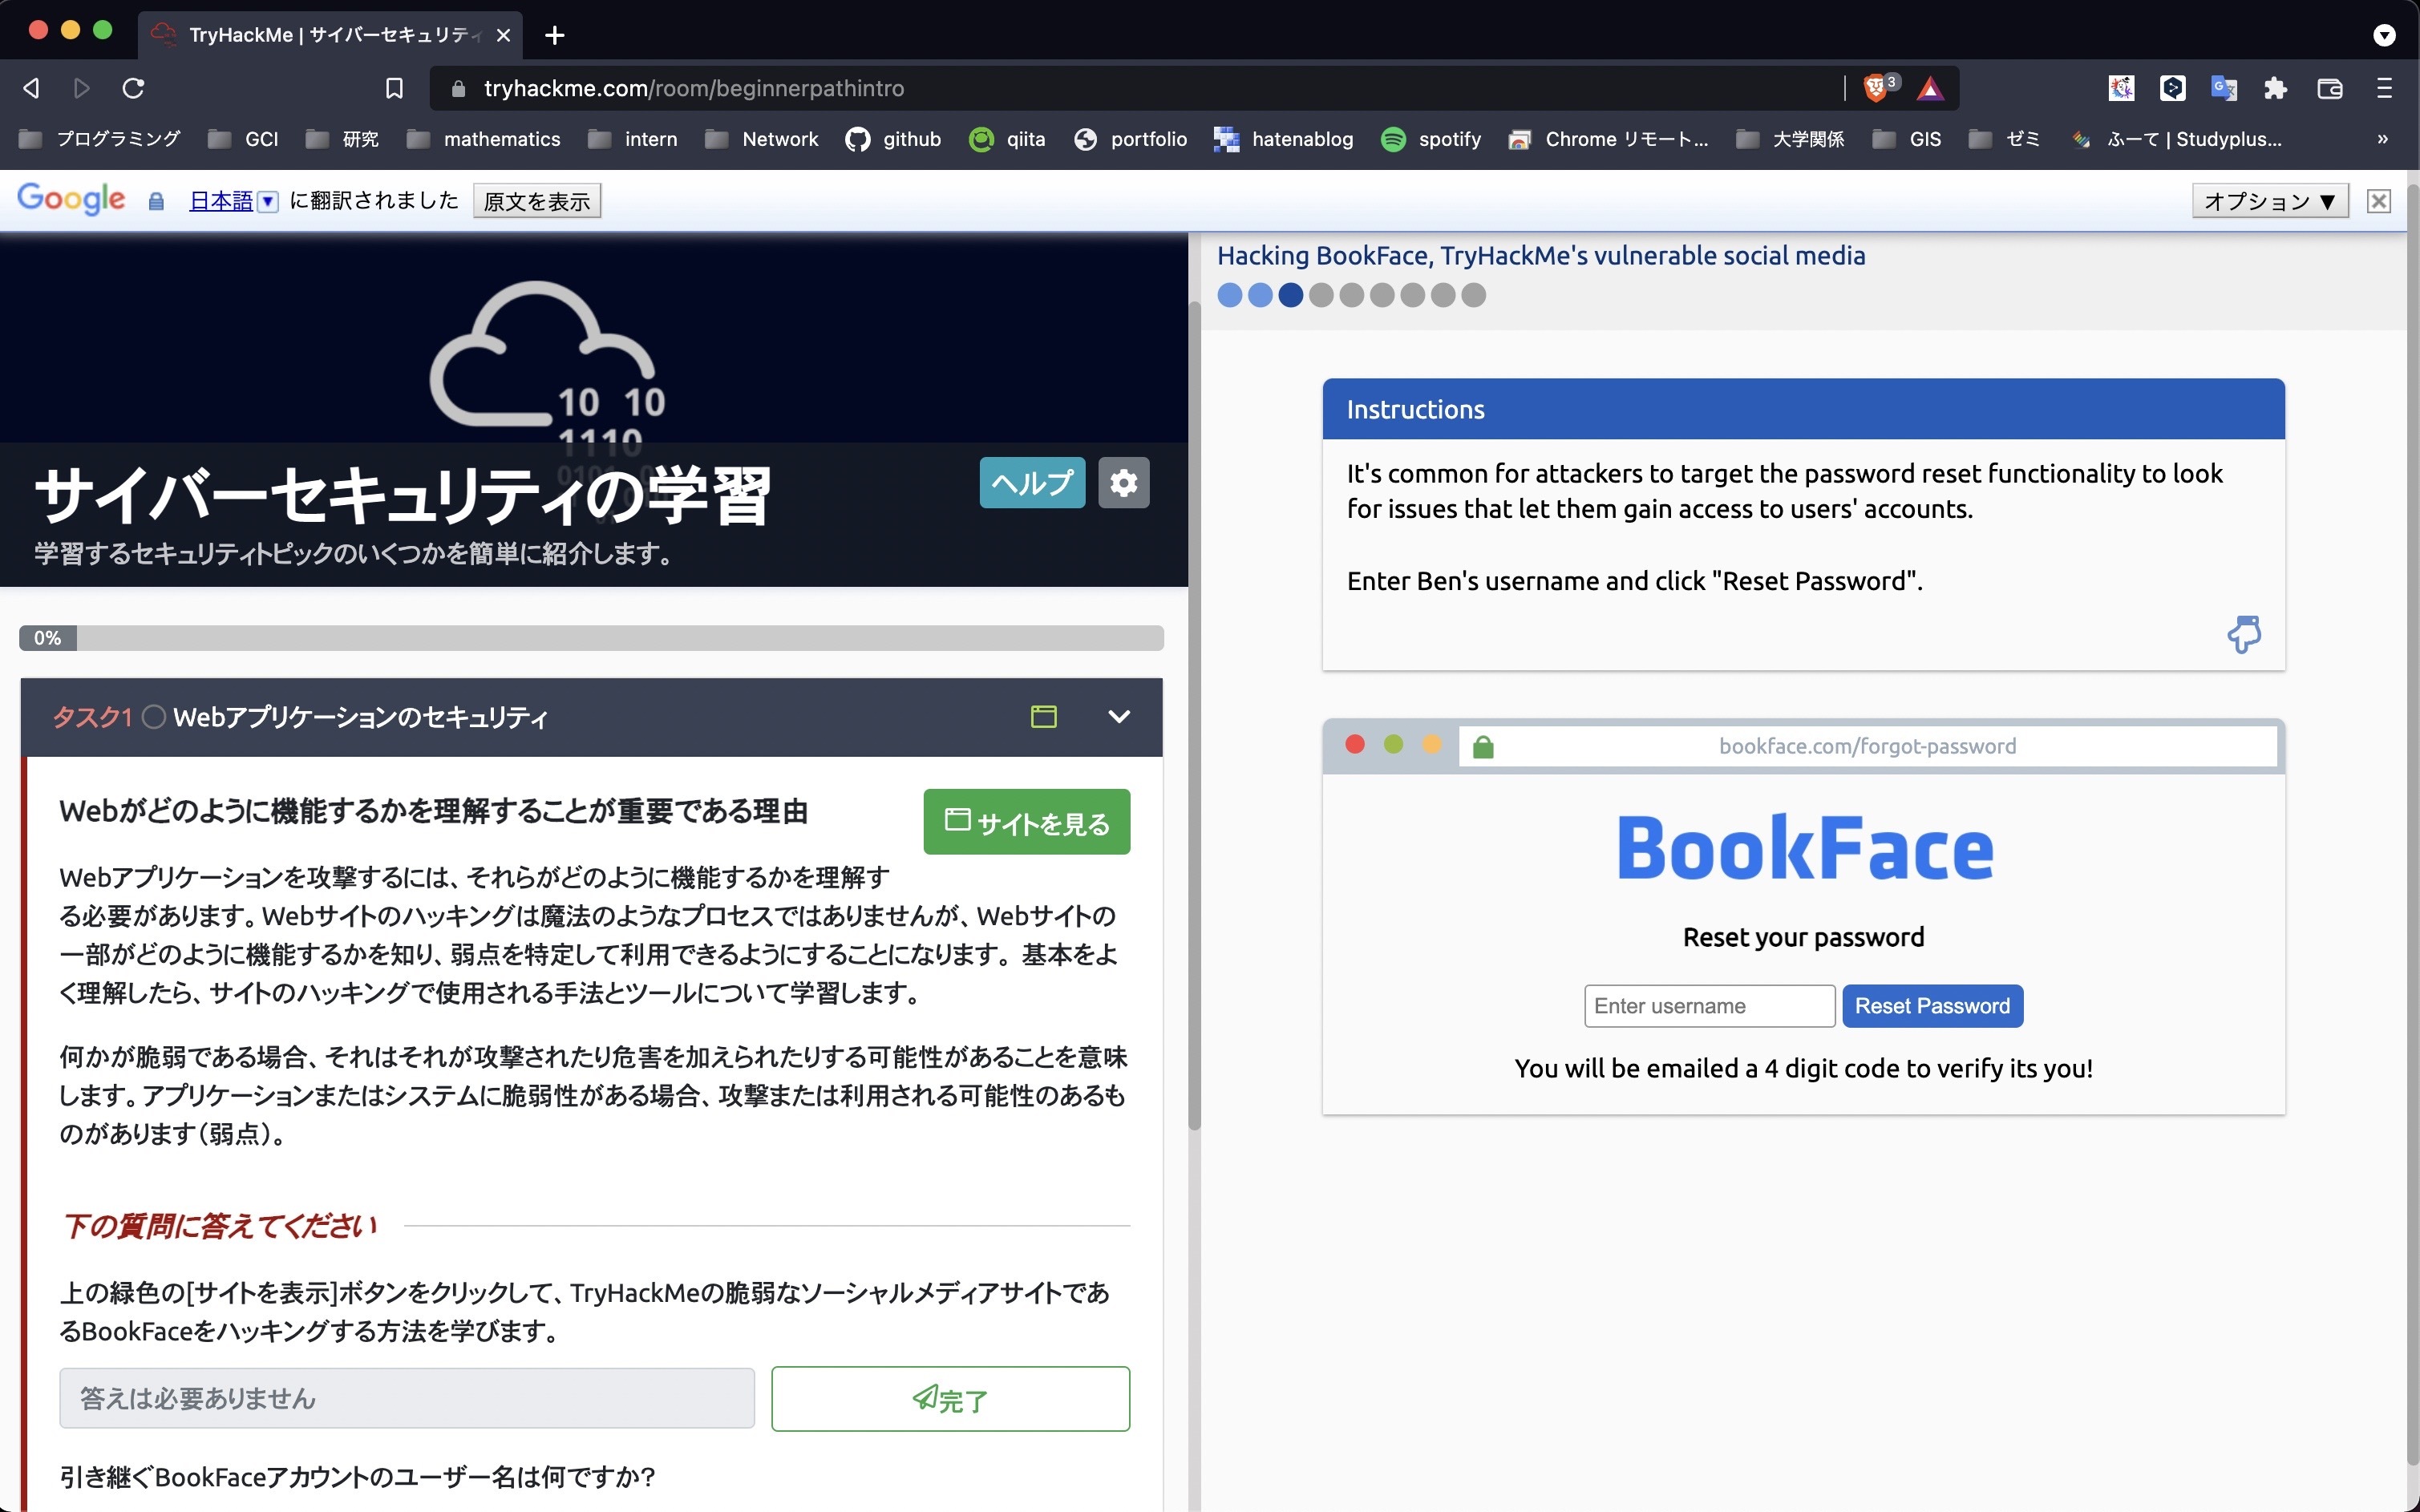 TryHackMe | サイバーセキュリティ
tryhackme.com/room/beginnerpathintro
3
プログラミング GCI 研究 mathematics intern Network github qiita portfolio hatenablog spotify Chrome リモート... 大学関係 GIS ゼミ ふーて | Studyplus... »
Google 日本語 に翻訳されました 原文を表示 オプション ▼
10 10
1110
サイバーセキュリティの学習
ヘルプ
学習するセキュリティトピックのいくつかを簡単に紹介します。
0%
タスク1 Webアプリケーションのセキュリティ
Webがどのように機能するかを理解することが重要である理由
サイトを見る
Webアプリケーションを攻撃するには、それらがどのように機能するかを理解す
る必要があります。Webサイトのハッキングは魔法のようなプロセスではありませんが、Webサイトの
一部がどのように機能するかを知り、弱点を特定して利用できるようにすることになります。 基本をよ
く理解したら、サイトのハッキングで使用される手法とツールについて学習します。
何かが脆弱である場合、それはそれが攻撃されたり危害を加えられたりする可能性があることを意味
します。アプリケーションまたはシステムに脆弱性がある場合、攻撃または利用される可能性のあるも
のがあります（弱点）。
下の質問に答えてください
上の緑色の[サイトを表示]ボタンをクリックして、TryHackMeの脆弱なソーシャルメディアサイトであ
るBookFaceをハッキングする方法を学びます。
答えは必要ありません
完了
引き継ぐBookFaceアカウントのユーザー名は何ですか？
Hacking BookFace, TryHackMe's vulnerable social media
Instructions
It's common for attackers to target the password reset functionality to look
for issues that let them gain access to users' accounts.
Enter Ben's username and click "Reset Password".
bookface.com/forgot-password
BookFace
Reset your password
Enter username
Reset Password
You will be emailed a 4 digit code to verify its you!